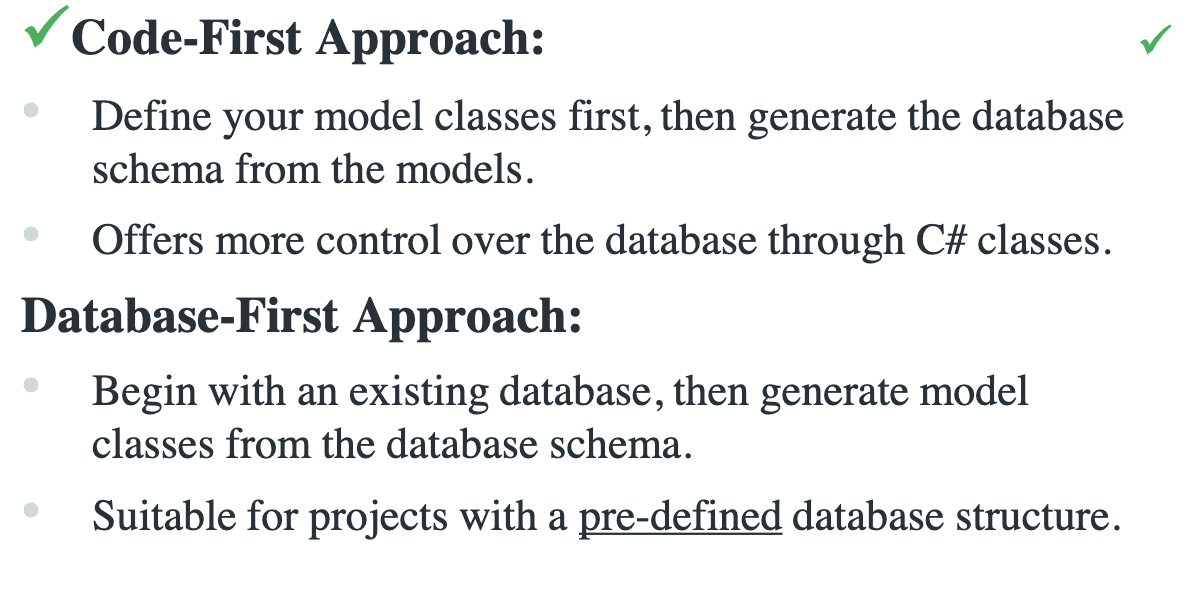 ✓Code-First Approach: ✓
• Define your model classes first, then generate the database
schema from the models.
• Offers more control over the database through C# classes.
Database-First Approach:
• Begin with an existing database, then generate model
classes from the database schema.
• Suitable for projects with a pre-defined database structure.